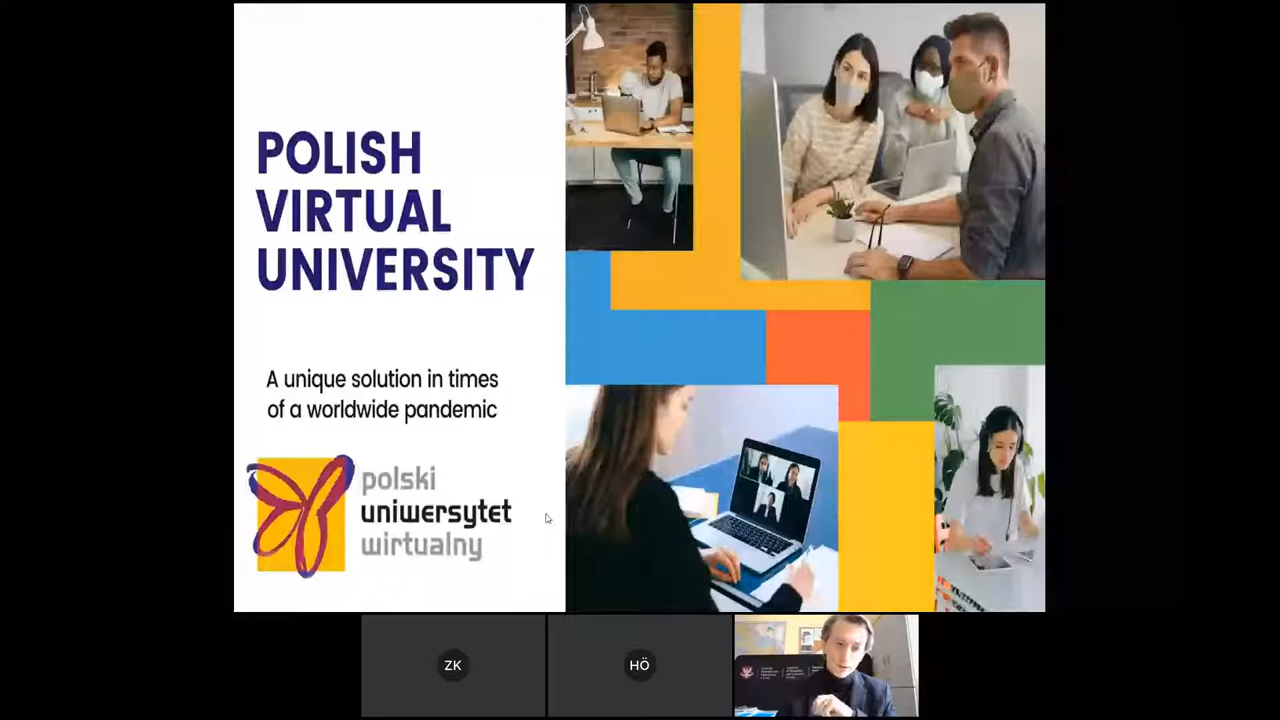 POLISH
VIRTUAL
UNIVERSITY
A unique solution in times
of a worldwide pandemic
polski
uniwersytet
wirtualny
ZK
HÖ